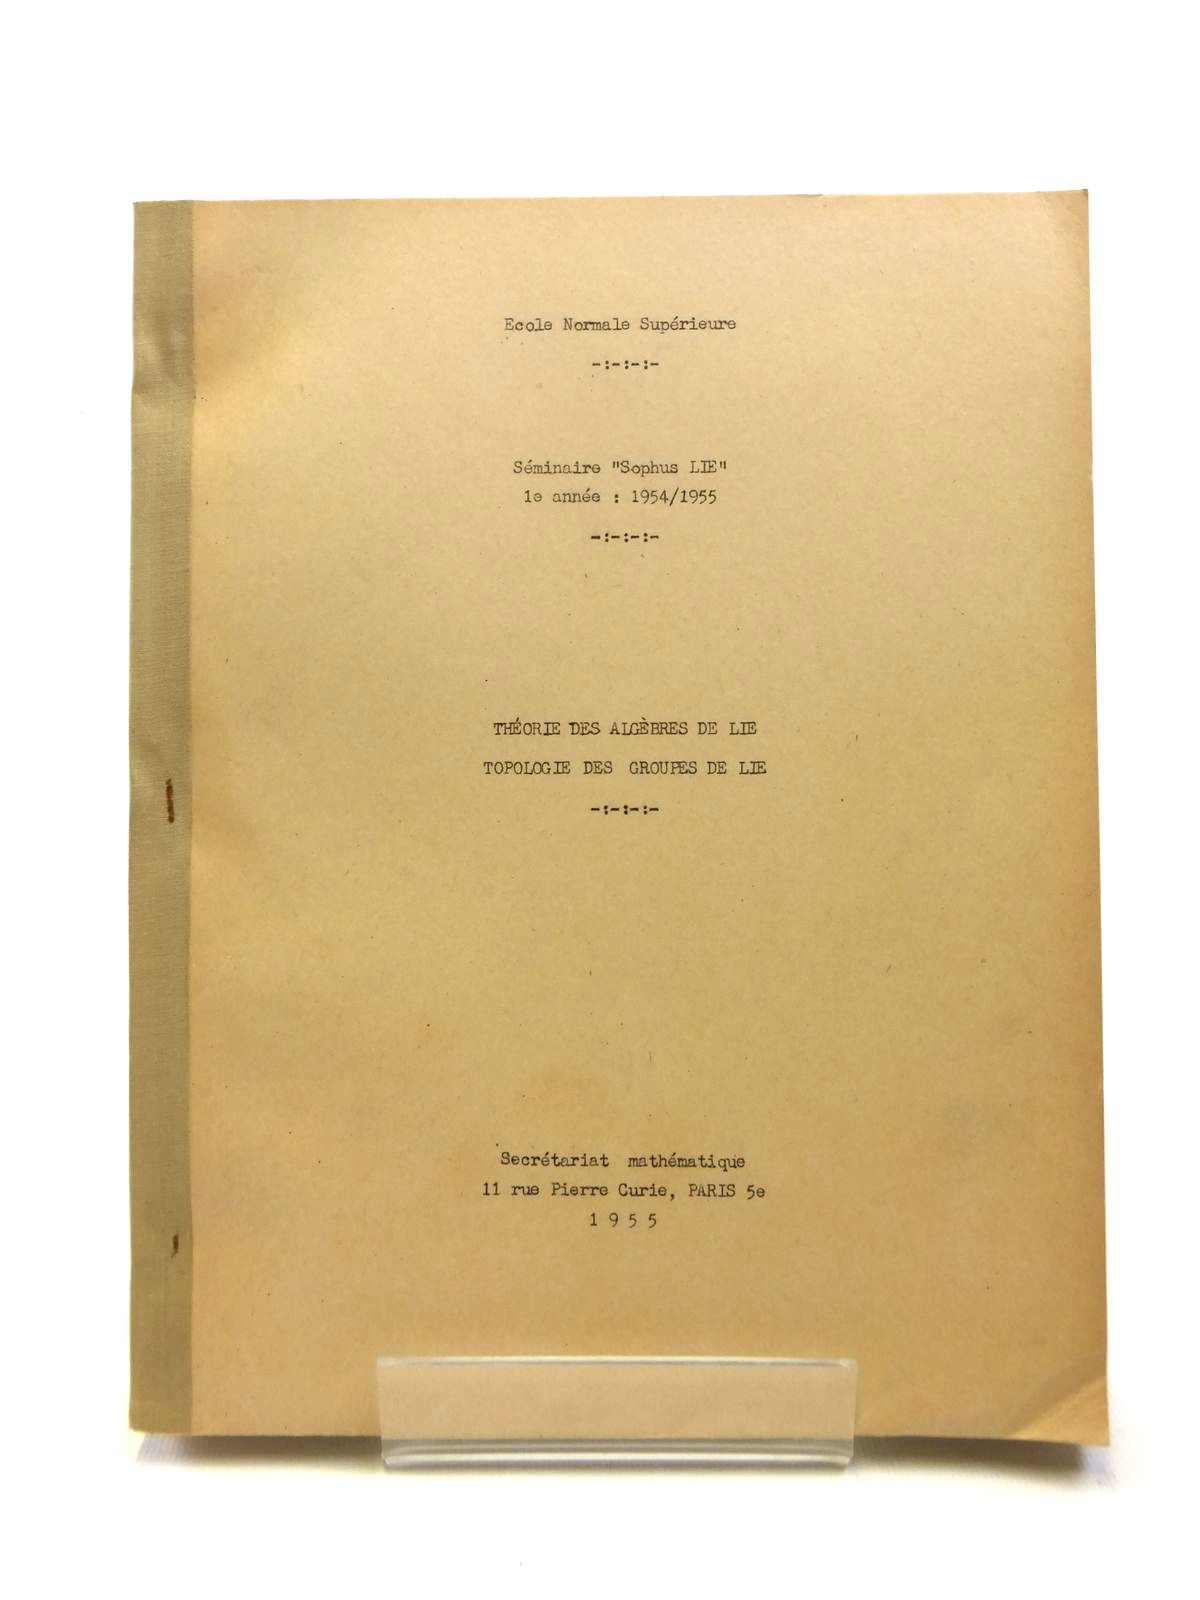 Ecole Normale Supérieure
-:-:-:-
Séminaire "Sophus LIE"
1e année : 1954/1955
-:-:-:-
THÉORIE DES ALGÈBRES DE LIE
TOPOLOGIE DES GROUPES DE LIE
-:-:-:-
Secrétariat mathématique
11 rue Pierre Curie, PARIS 5e
1 9 5 5